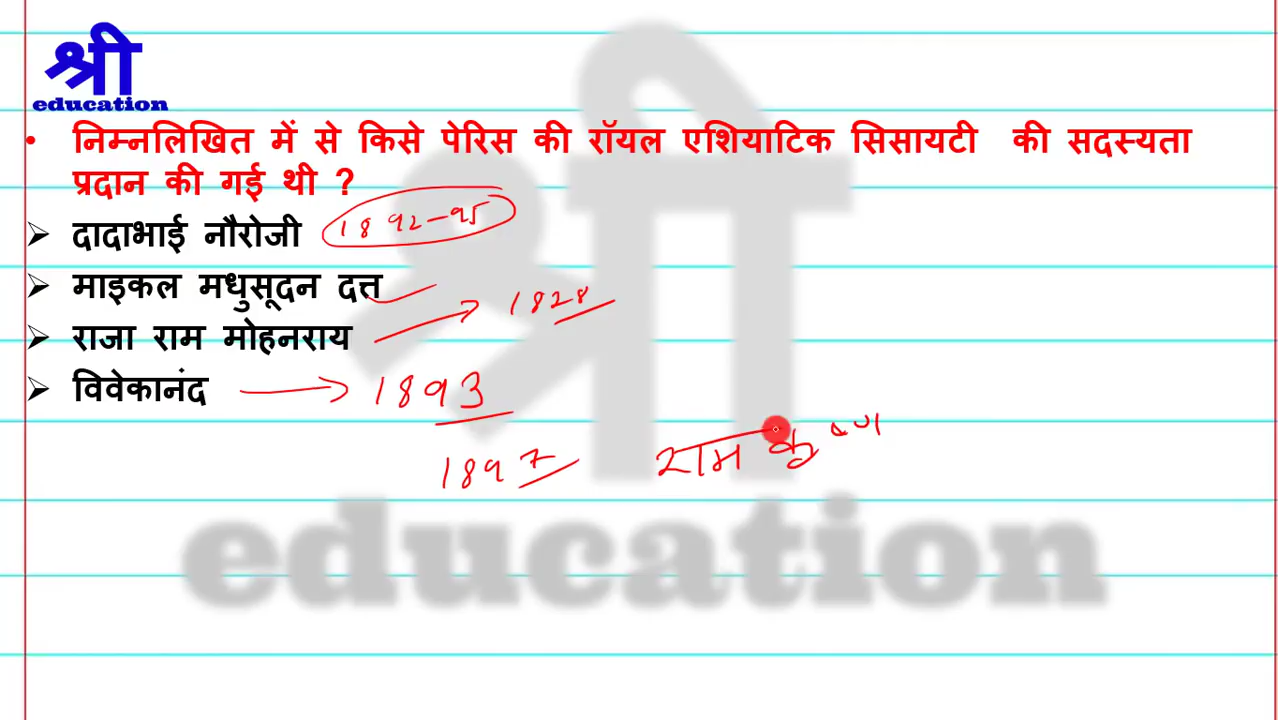 श्री
education
• निम्नलिखित में से किसे पेरिस की रॉयल एशियाटिक सिसायटी की सदस्यता
प्रदान की गई थी ?
➢ दादाभाई नौरोजी 1892-95
➢ माइकल मधुसूदन दत्त
➢ राजा राम मोहनराय → 1828
➢ विवेकानंद → 1893
1897 रामकृष्ण
श्री
education